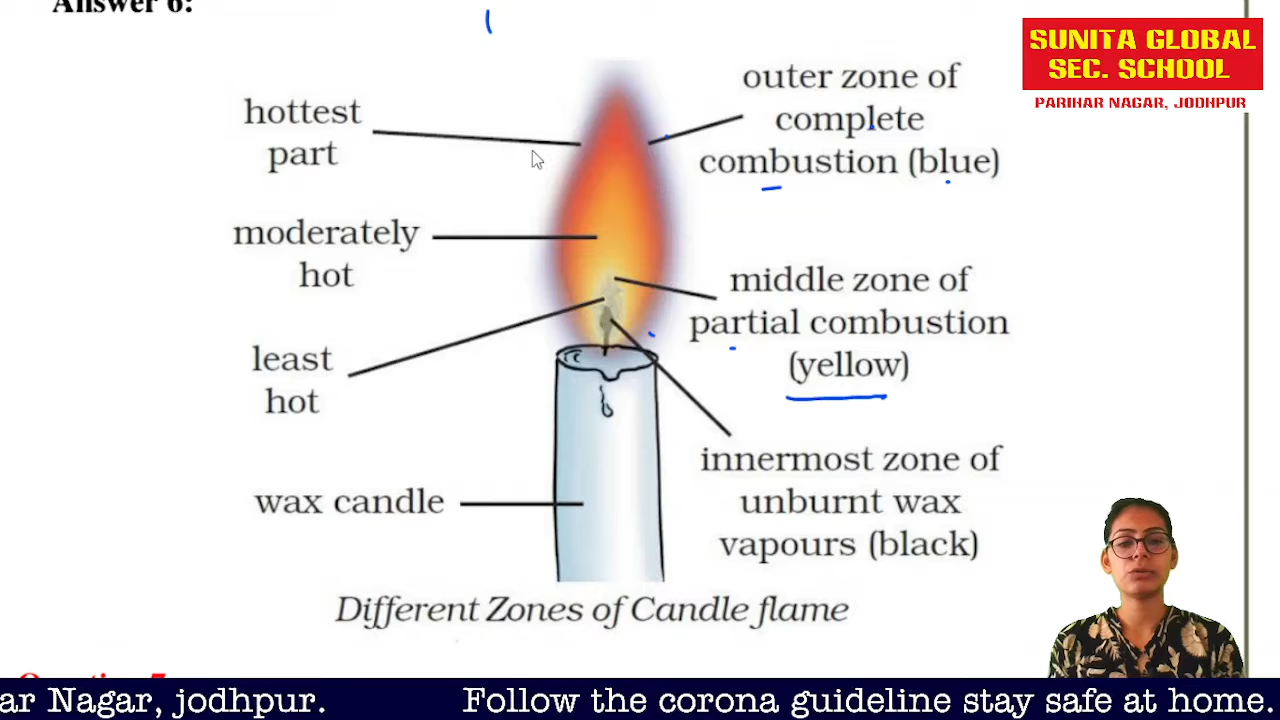 Answer 6:
SUNITA GLOBAL
SEC. SCHOOL
PARIHAR NAGAR, JODHPUR
hottest
part
outer zone of
complete
combustion (blue)
moderately
hot
middle zone of
partial combustion
(yellow)
least
hot
innermost zone of
unburnt wax
vapours (black)
wax candle
Different Zones of Candle flame
ar Nagar, jodhpur. Follow the corona guideline stay safe at home.